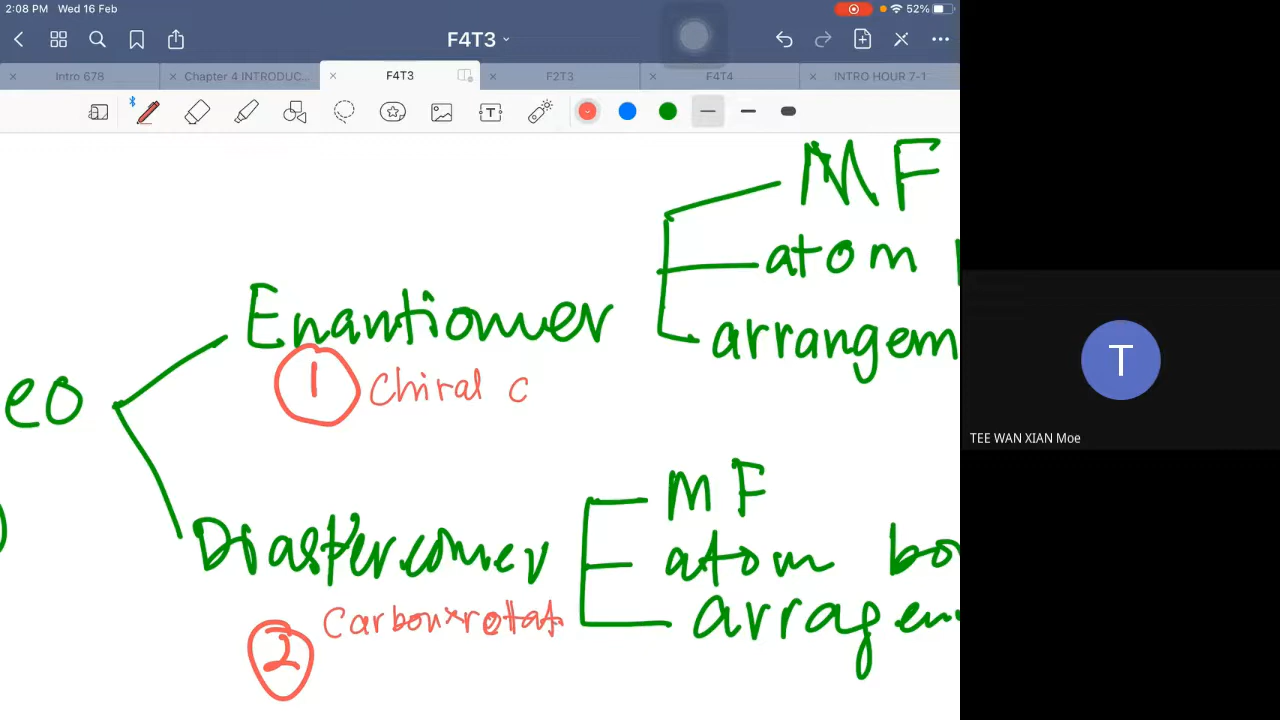 2:08 PM Wed 16 Feb
52%
F4T3
Intro 678
Chapter 4 INTRODUC...
F4T3
F2T3
F4T4
INTRO HOUR 7-1
T
MF
atom
Enantiomer
arrangem
1 Chiral C
eo
MF
Diastereomer
atom bo
Carbon x rotat
arragem
2
T
TEE WAN XIAN Moe